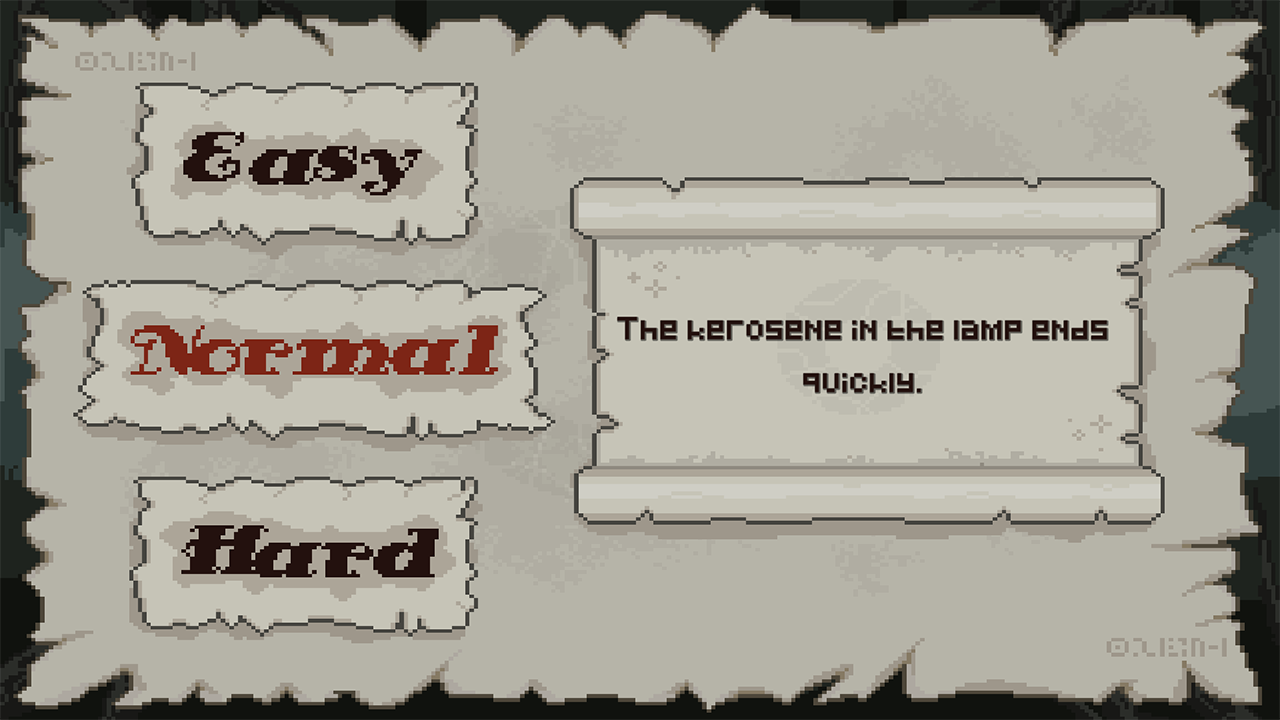 Easy
Normal
Hard
The kerosene in the lamp ends
quickly.